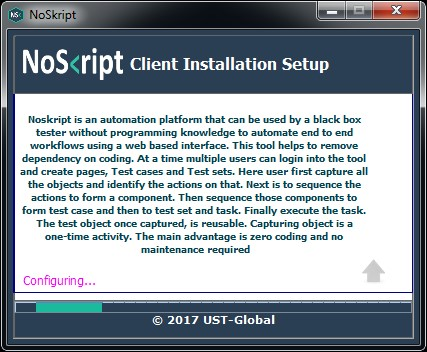 NoSkript
NoSkript Client Installation Setup
Noskript is an automation platform that can be used by a black box
tester without programming knowledge to automate end to end
workflows using a web based interface. This tool helps to remove
dependency on coding. At a time multiple users can login into the tool
and create pages, Test cases and Test sets. Here user first capture all
the objects and identify the actions on that. Next is to sequence the
actions to form a component. Then sequence those components to
form test case and then to test set and task. Finally execute the task.
The test object once captured, is reusable. Capturing object is a
one-time activity. The main advantage is zero coding and no
maintenance required
Configuring...
© 2017 UST-Global